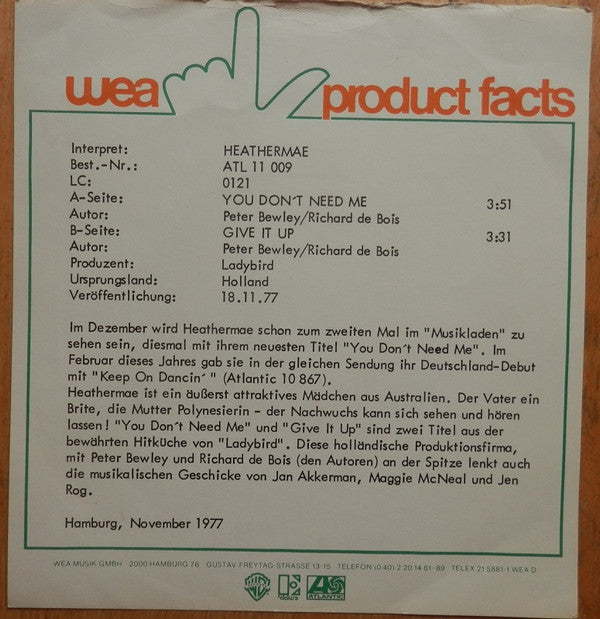 wea product facts
Interpret: HEATHERMAE
Best.-Nr.: ATL 11 009
LC: 0121
A-Seite: YOU DON'T NEED ME 3:51
Autor: Peter Bewley/Richard de Bois
B-Seite: GIVE IT UP 3:31
Autor: Peter Bewley/Richard de Bois
Produzent: Ladybird
Ursprungsland: Holland
Veröffentlichung: 18.11.77
Im Dezember wird Heathermae schon zum zweiten Mal im "Musikladen" zu
sehen sein, diesmal mit ihrem neuesten Titel "You Don't Need Me". Im
Februar dieses Jahres gab sie in der gleichen Sendung ihr Deutschland-Debut
mit "Keep On Dancin'" (Atlantic 10 867).
Heathermae ist ein äußerst attraktives Mädchen aus Australien. Der Vater ein
Brite, die Mutter Polynesierin - der Nachwuchs kann sich sehen und hören
lassen! "You Don't Need Me" und "Give It Up" sind zwei Titel aus der
bewährten Hitküche von "Ladybird". Diese holländische Produktionsfirma,
mit Peter Bewley und Richard de Bois (den Autoren) an der Spitze lenkt auch
die musikalischen Geschicke von Jan Akkerman, Maggie McNeal und Jen
Rog.
Hamburg, November 1977
WEA MUSIK GMBH 2000 HAMBURG 76 GUSTAV-FREYTAG-STRASSE 13-15 TELEFON (0 40) 2 20 14 81-89 TELEX 21 5881-1 WEA D
elektra ATLANTIC